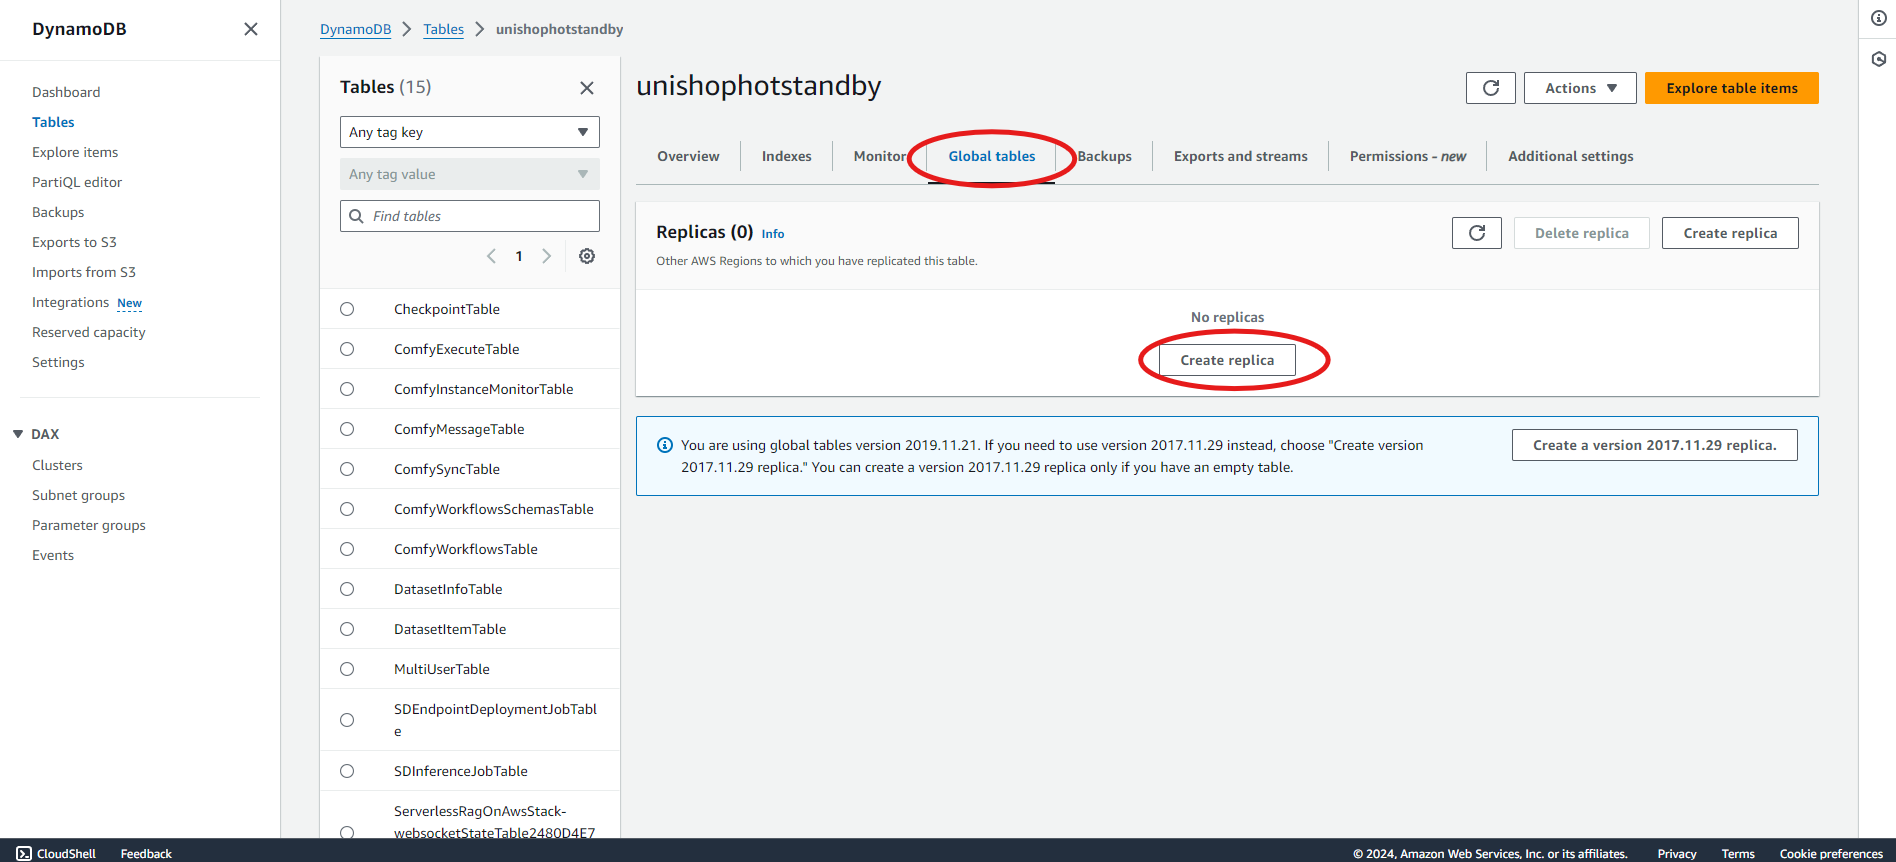 DynamoDB
Dashboard
Tables
Explore items
PartiQL editor
Backups
Exports to S3
Imports from S3
Integrations New
Reserved capacity
Settings
DAX
Clusters
Subnet groups
Parameter groups
Events
DynamoDB > Tables > unishophotstandby
Tables (15)
Any tag key
Any tag value
Find tables
1
CheckpointTable
ComfyExecuteTable
ComfyInstanceMonitorTable
ComfyMessageTable
ComfySyncTable
ComfyWorkflowsSchemasTable
ComfyWorkflowsTable
DatasetInfoTable
DatasetItemTable
MultiUserTable
SDEndpointDeploymentJobTabl
e
SDInferenceJobTable
ServerlessRagOnAwsStack-
websocketStateTable2480D4E7
unishophotstandby
Actions
Explore table items
Overview
Indexes
Monitor
Global tables
Backups
Exports and streams
Permissions - new
Additional settings
Replicas (0) Info
Other AWS Regions to which you have replicated this table.
Delete replica
Create replica
No replicas
Create replica
You are using global tables version 2019.11.21. If you need to use version 2017.11.29 instead, choose "Create version
2017.11.29 replica." You can create a version 2017.11.29 replica only if you have an empty table.
Create a version 2017.11.29 replica.
CloudShell
Feedback
© 2024, Amazon Web Services, Inc. or its affiliates.
Privacy
Terms
Cookie preferences